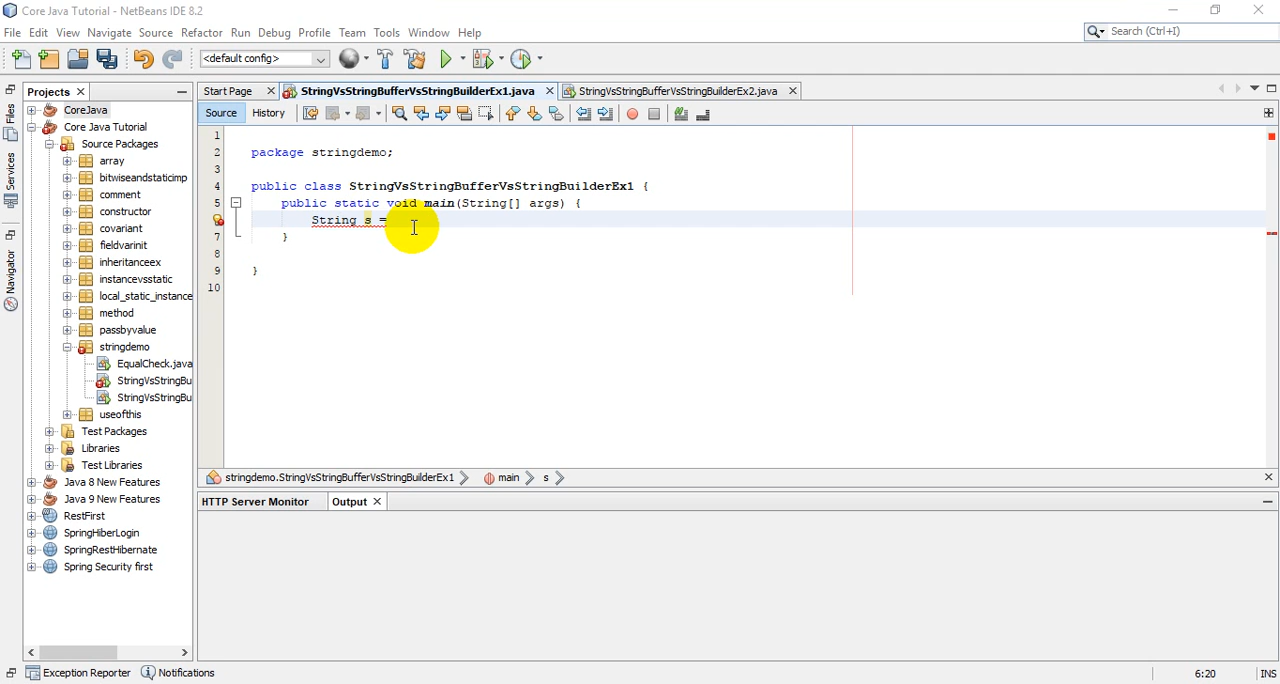 Core Java Tutorial - NetBeans IDE 8.2
File Edit View Navigate Source Refactor Run Debug Profile Team Tools Window Help
Search (Ctrl+I)
<default config>
Projects
Start Page StringVsStringBufferVsStringBuilderEx1.java StringVsStringBufferVsStringBuilderEx2.java
Source History
Files
Services
Navigator
CoreJava
Core Java Tutorial
Source Packages
array
bitwiseandstaticimp
comment
constructor
covariant
fieldvarinit
inheritanceex
instancevsstatic
local_static_instance
method
passbyvalue
stringdemo
EqualCheck.java
StringVsStringBu
StringVsStringBu
useofthis
Test Packages
Libraries
Test Libraries
Java 8 New Features
Java 9 New Features
RestFirst
SpringHiberLogin
SpringRestHibernate
Spring Security first
1
2 package stringdemo;
3
4 public class StringVsStringBufferVsStringBuilderEx1 {
5 public static void main(String[] args) {
String s =
7 }
8
9 }
10
stringdemo.StringVsStringBufferVsStringBuilderEx1 main s
HTTP Server Monitor Output
Exception Reporter Notifications 6:20 INS